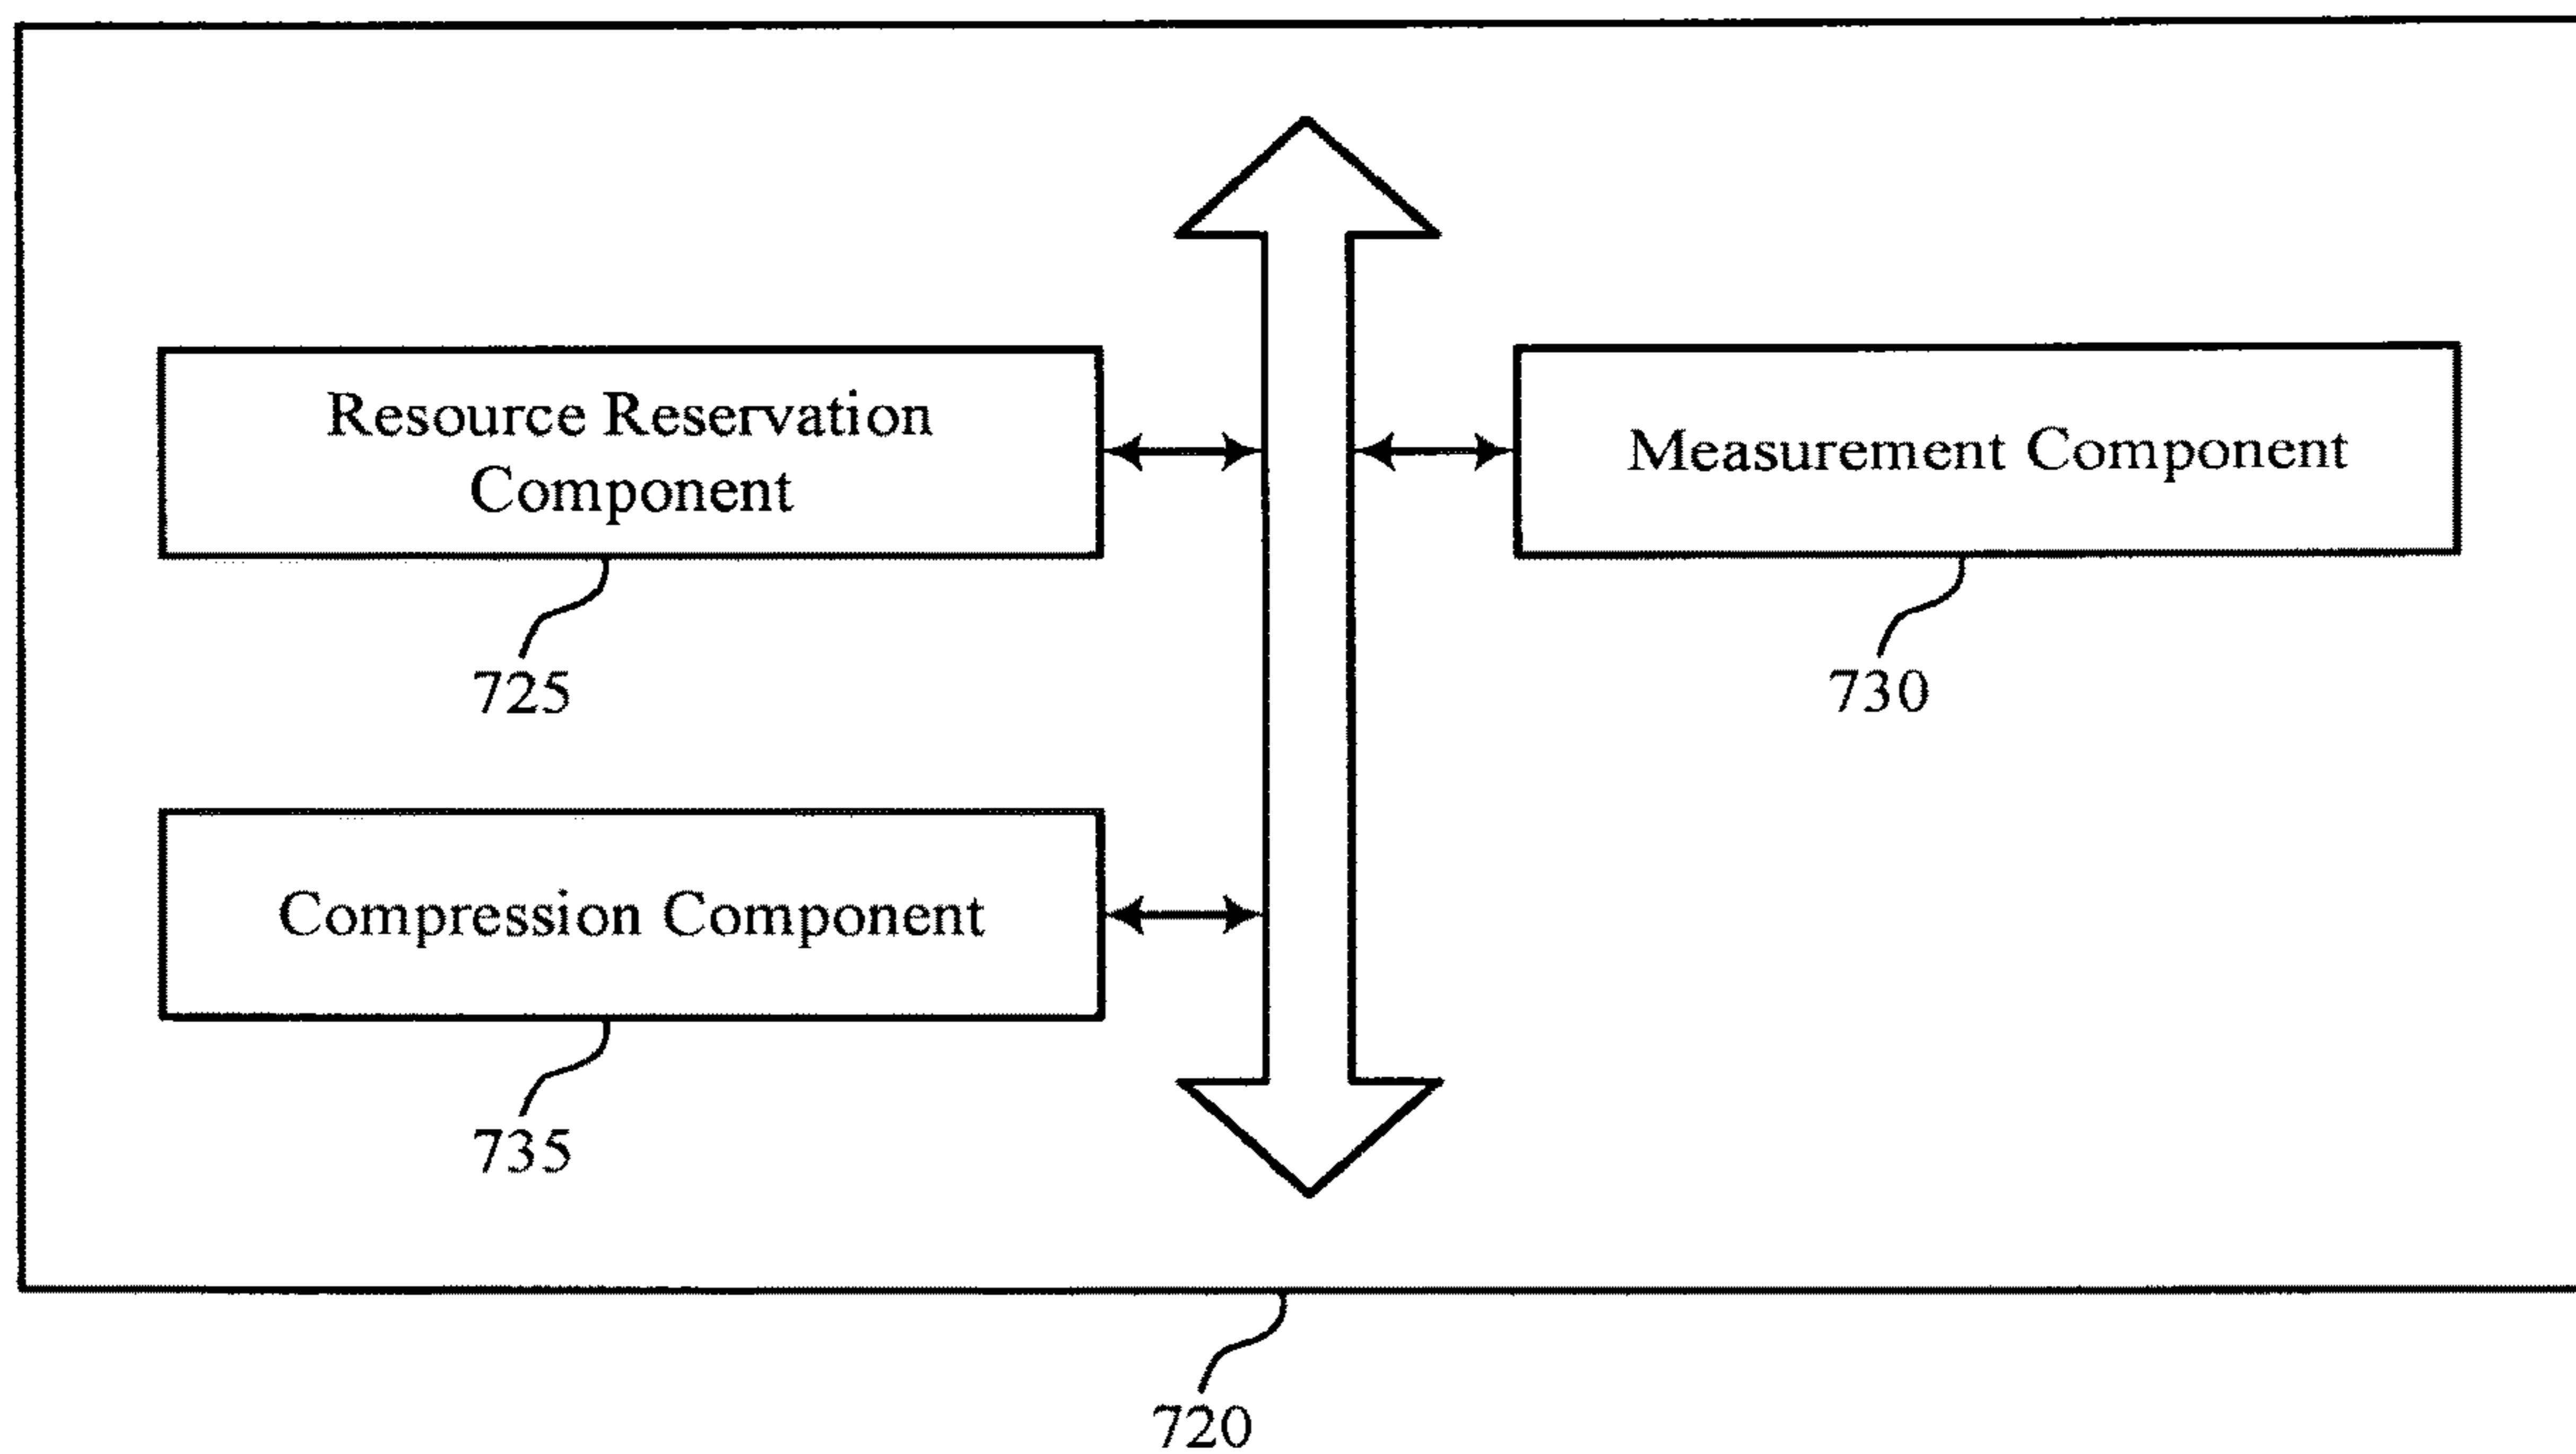 Resource Reservation
Component
725
Measurement Component
730
Compression Component
735
720